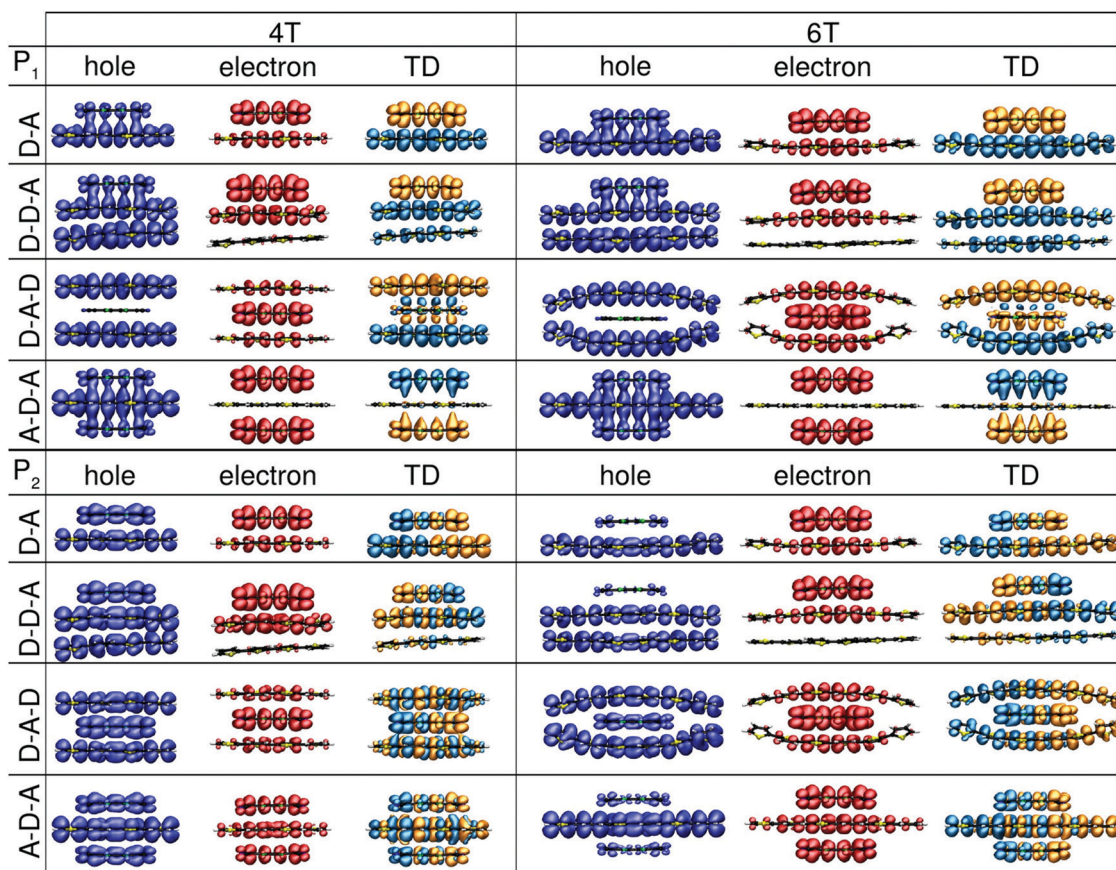 4T 6T
P1 hole electron TD hole electron TD
D-A
D-D-A
D-A-D
A-D-A
P2 hole electron TD hole electron TD
D-A
D-D-A
D-A-D
A-D-A